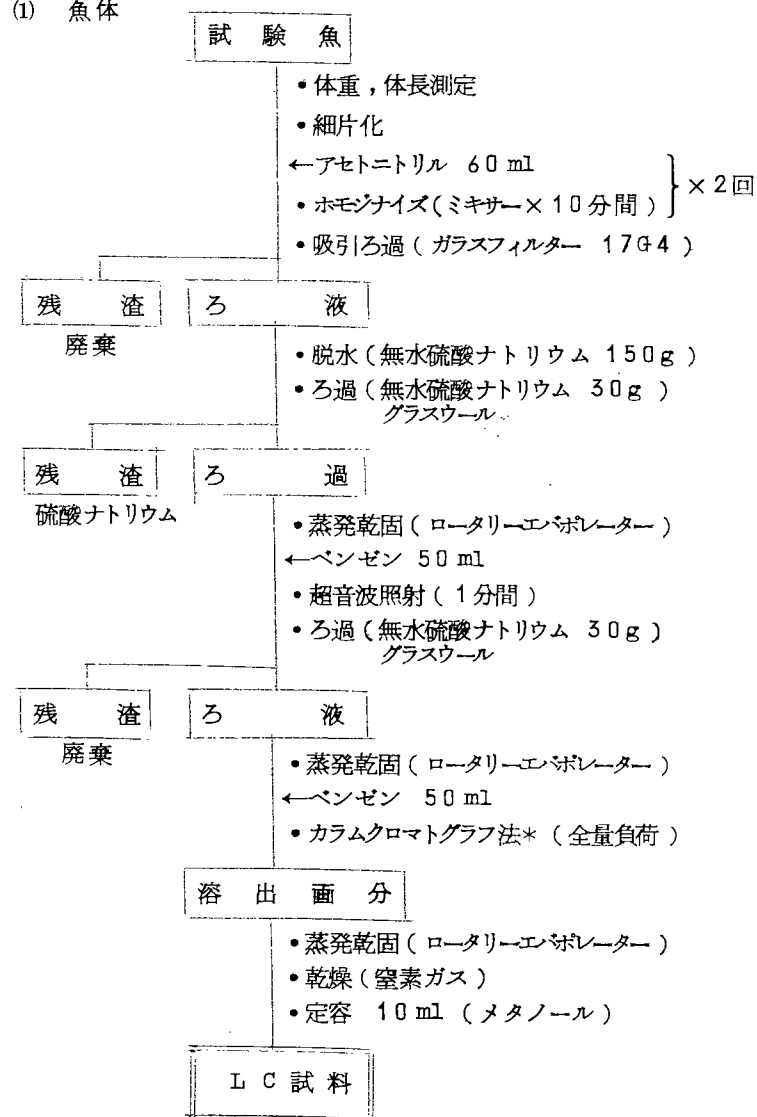 (1) 魚体
試験魚
• 体重,体長測定
• 細片化
←アセトニトリル 60ml
• ホモジナイズ(ミキサー×10分間) } ×2回
• 吸引ろ過(ガラスフィルター 17G4)
残渣 ろ液
廃棄
• 脱水(無水硫酸ナトリウム 150g)
• ろ過(無水硫酸ナトリウム 30g)
グラスウール
残渣 ろ過
硫酸ナトリウム
• 蒸発乾固(ロータリーエバポレーター)
←ベンゼン 50ml
• 超音波照射(1分間)
• ろ過(無水硫酸ナトリウム 30g)
グラスウール
残渣 ろ液
廃棄
• 蒸発乾固(ロータリーエバポレーター)
←ベンゼン 50ml
• カラムクロマトグラフ法*(全量負荷)
溶出画分
• 蒸発乾固(ロータリーエバポレーター)
• 乾燥(窒素ガス)
• 定容 10ml(メタノール)
LC試料